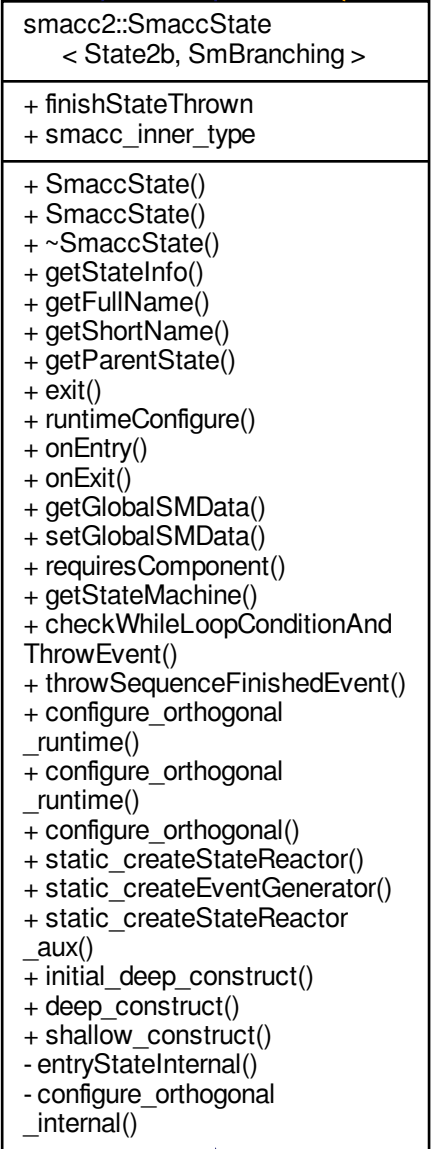 smacc2::SmaccState
< State2b, SmBranching >
+ finishStateThrown
+ smacc_inner_type
+ SmaccState()
+ SmaccState()
+ ~SmaccState()
+ getStateInfo()
+ getFullName()
+ getShortName()
+ getParentState()
+ exit()
+ runtimeConfigure()
+ onEntry()
+ onExit()
+ getGlobalSMData()
+ setGlobalSMData()
+ requiresComponent()
+ getStateMachine()
+ checkWhileLoopConditionAnd
ThrowEvent()
+ throwSequenceFinishedEvent()
+ configure_orthogonal
_runtime()
+ configure_orthogonal
_runtime()
+ configure_orthogonal()
+ static_createStateReactor()
+ static_createEventGenerator()
+ static_createStateReactor
_aux()
+ initial_deep_construct()
+ deep_construct()
+ shallow_construct()
- entryStateInternal()
- configure_orthogonal
_internal()